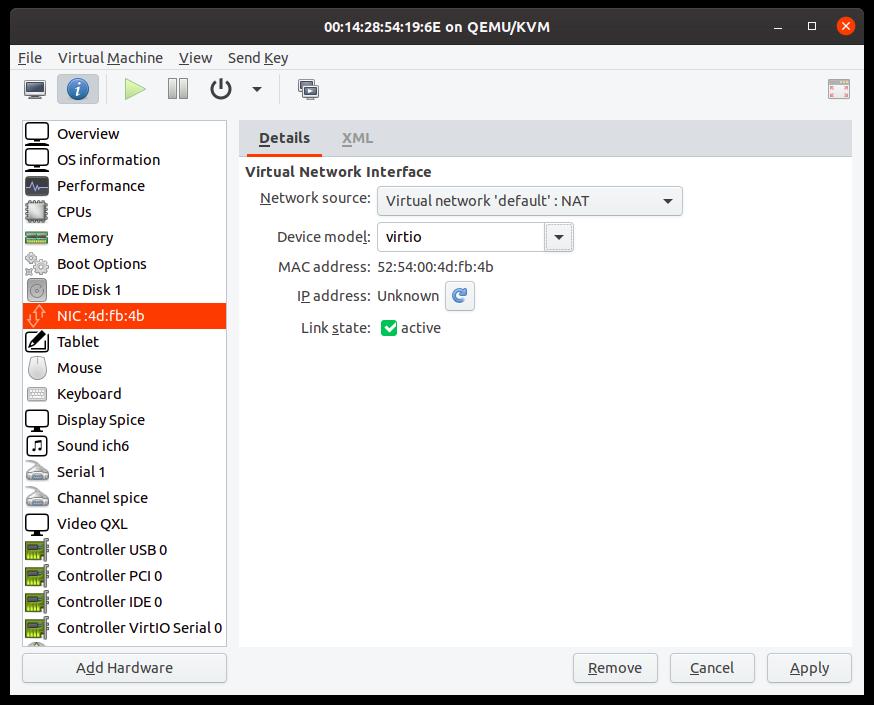 00:14:28:54:19:6E on QEMU/KVM
File Virtual Machine View Send Key
Overview
OS information
Performance
CPUs
Memory
Boot Options
IDE Disk 1
NIC :4d:fb:4b
Tablet
Mouse
Keyboard
Display Spice
Sound ich6
Serial 1
Channel spice
Video QXL
Controller USB 0
Controller PCI 0
Controller IDE 0
Controller VirtIO Serial 0
Add Hardware
Details XML
Virtual Network Interface
Network source: Virtual network 'default' : NAT
Device model: virtio
MAC address: 52:54:00:4d:fb:4b
IP address: Unknown
Link state: active
Remove Cancel Apply